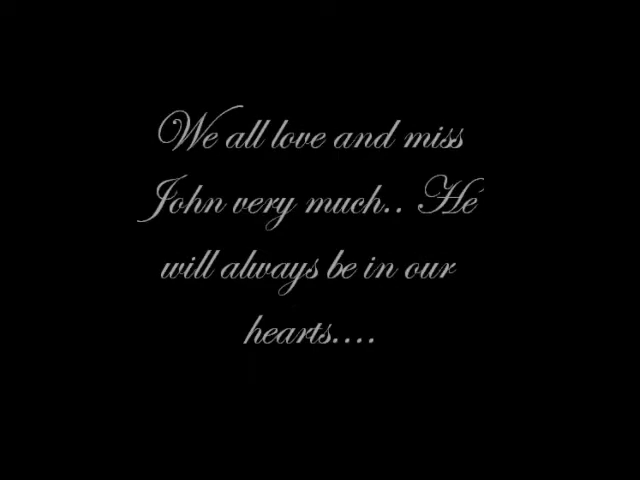 We all love and miss
John very much.. He
will always be in our
hearts....